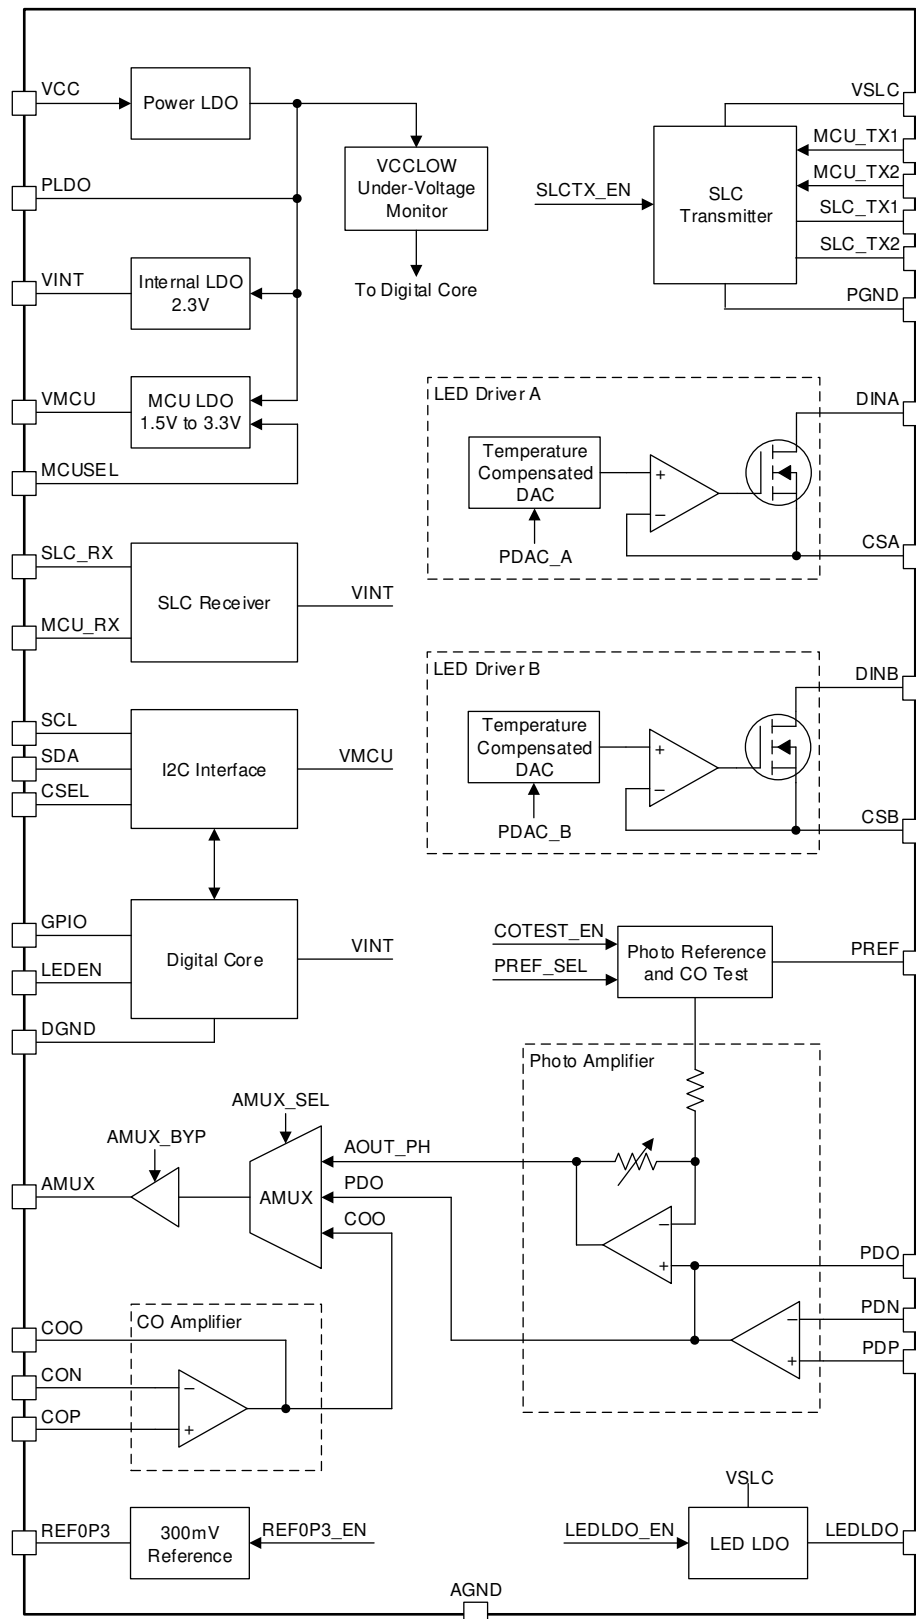 VCC
Power LDO
VCCLOW
Under-Voltage
Monitor
To Digital Core
PLDO
VINT
Internal LDO
2.3V
VMCU
MCU LDO
1.5V to 3.3V
MCUSEL
VSLC
MCU_TX1
MCU_TX2
SLC_TX1
SLC_TX2
PGND
SLCTX_EN
SLC
Transmitter
LED Driver A
Temperature
Compensated
DAC
PDAC_A
+
−
DINA
CSA
SLC_RX
MCU_RX
SLC Receiver
VINT
LED Driver B
Temperature
Compensated
DAC
PDAC_B
+
−
DINB
CSB
SCL
SDA
CSEL
I2C Interface
VMCU
GPIO
LEDEN
DGND
Digital Core
VINT
COTEST_EN
PREF_SEL
Photo Reference
and CO Test
PREF
Photo Amplifier
AMUX_SEL
AMUX_BYP
AMUX
AMUX
AOUT_PH
PDO
COO
−
+
−
+
PDO
PDN
PDP
CO Amplifier
COO
CON
COP
−
+
REF0P3
300mV
Reference
REF0P3_EN
VSLC
LEDLDO_EN
LED LDO
LEDLDO
AGND